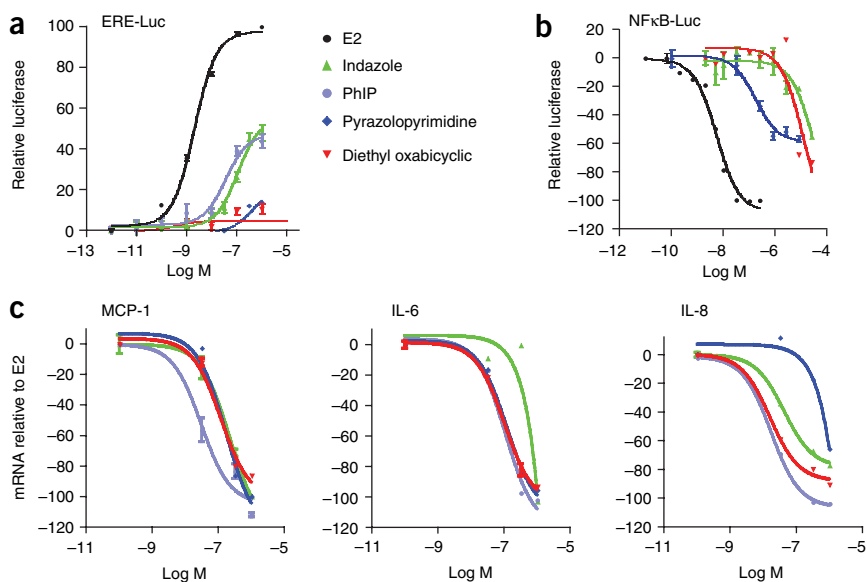 a
ERE-Luc
Relative luciferase
100
80
60
40
20
0
−13
−11
−9
−7
−5
Log M
E2
Indazole
PhIP
Pyrazolopyrimidine
Diethyl oxabicyclic
b
NFκB-Luc
Relative luciferase
20
0
−20
−40
−60
−80
−100
−120
−12
−10
−8
−6
−4
Log M
c
MCP-1
mRNA relative to E2
0
−20
−40
−60
−80
−100
−120
−11
−9
−7
−5
Log M
IL-6
0
−20
−40
−60
−80
−100
−120
−11
−9
−7
−5
Log M
IL-8
0
−20
−40
−60
−80
−100
−120
−11
−9
−7
−5
Log M